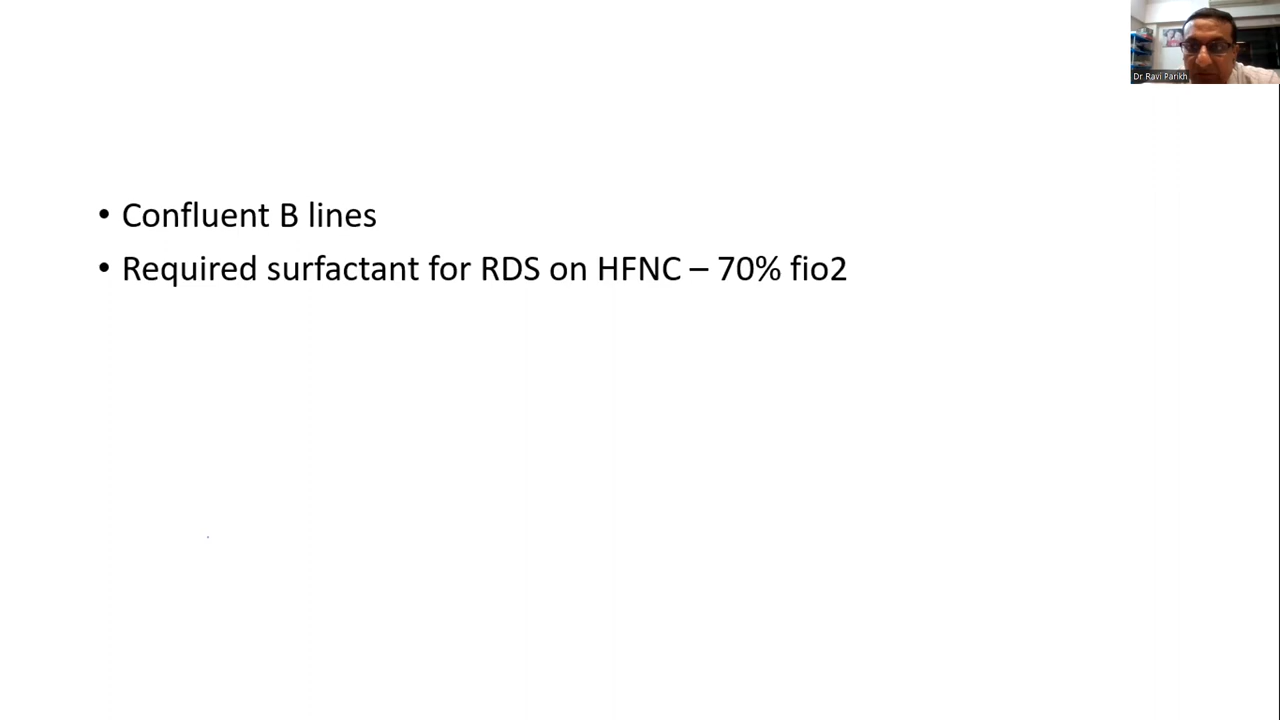 Dr Ravi Parikh
• Confluent B lines
• Required surfactant for RDS on HFNC – 70% fio2